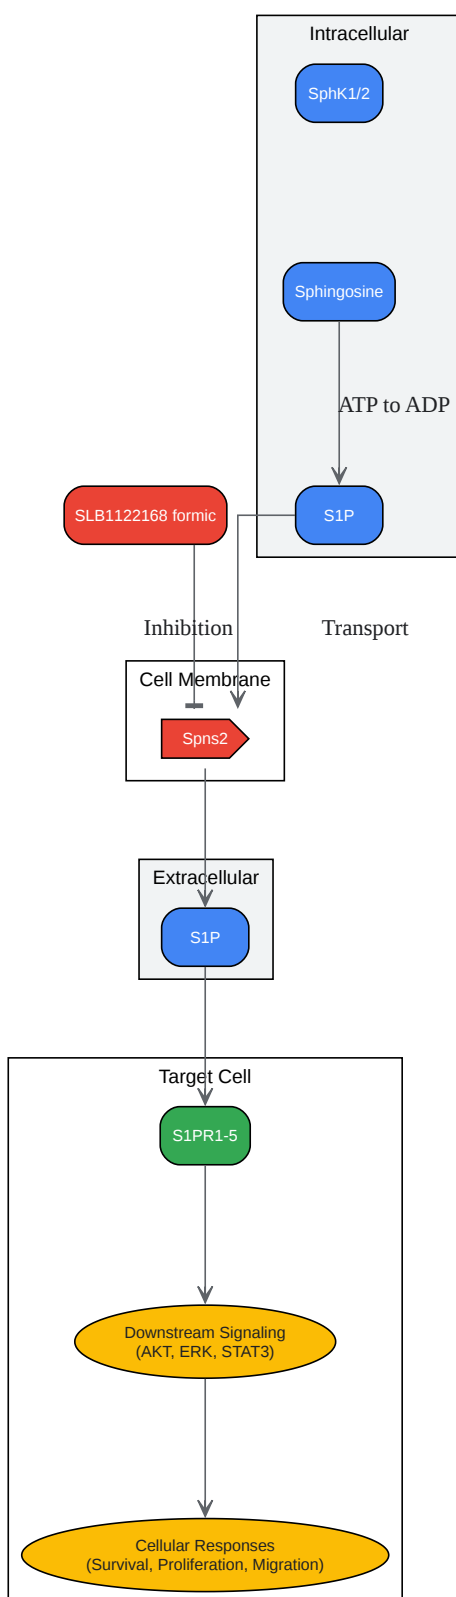 Intracellular
SphK1/2
Sphingosine
ATP to ADP
SLB1122168 formic
S1P
Inhibition
Transport
Cell Membrane
Spns2
Extracellular
S1P
Target Cell
S1PR1-5
Downstream Signaling
(AKT, ERK, STAT3)
Cellular Responses
(Survival, Proliferation, Migration)